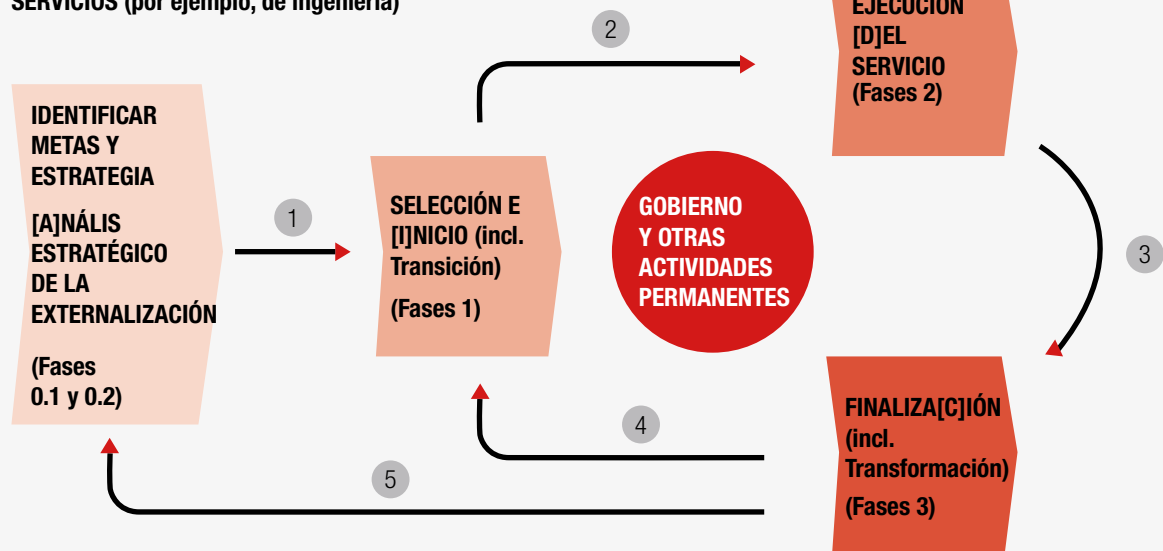 SERVICIOS (por ejemplo, de ingeniería)
IDENTIFICAR
METAS Y
ESTRATEGIA
[A]NÁLIS
ESTRATÉGICO
DE LA
EXTERNALIZACIÓN
(Fases
0.1 y 0.2)
1
SELECCIÓN E
[I]NICIO (incl.
Transición)
(Fases 1)
2
GOBIERNO
Y OTRAS
ACTIVIDADES
PERMANENTES
EJECUCIÓN
[D]EL
SERVICIO
(Fases 2)
3
FINALIZA[C]IÓN
(incl.
Transformación)
(Fases 3)
4
5